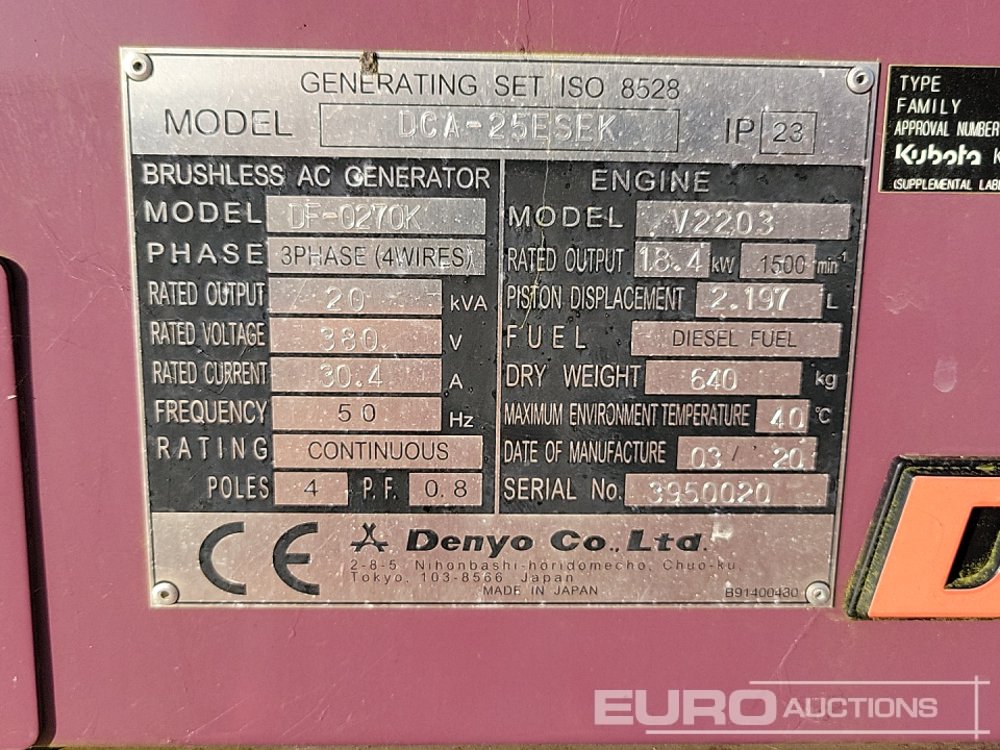 GENERATING SET ISO 8528
MODEL DCA-25ESEK IP 23
BRUSHLESS AC GENERATOR
MODEL DF-0270K
PHASE 3PHASE (4WIRES)
RATED OUTPUT 20 kVA
RATED VOLTAGE 380 V
RATED CURRENT 30.4 A
FREQUENCY 50 Hz
RATING CONTINUOUS
POLES 4 P.F. 0.8
ENGINE
MODEL V2203
RATED OUTPUT 18.4 kW 1500 min-1
PISTON DISPLACEMENT 2.197 L
FUEL DIESEL FUEL
DRY WEIGHT 640 kg
MAXIMUM ENVIRONMENT TEMPERATURE 40 °C
DATE OF MANUFACTURE 03/ 20
SERIAL No. 3950020
CE Denyo Co., Ltd.
2-8-5 Nihonbashi-horidomecho, Chuo-ku,
Tokyo, 103-8566 Japan
MADE IN JAPAN B91400430
TYPE
FAMILY
APPROVAL NUMBER
Kubota K
(SUPPLEMENTAL LAB
D
EURO AUCTIONS